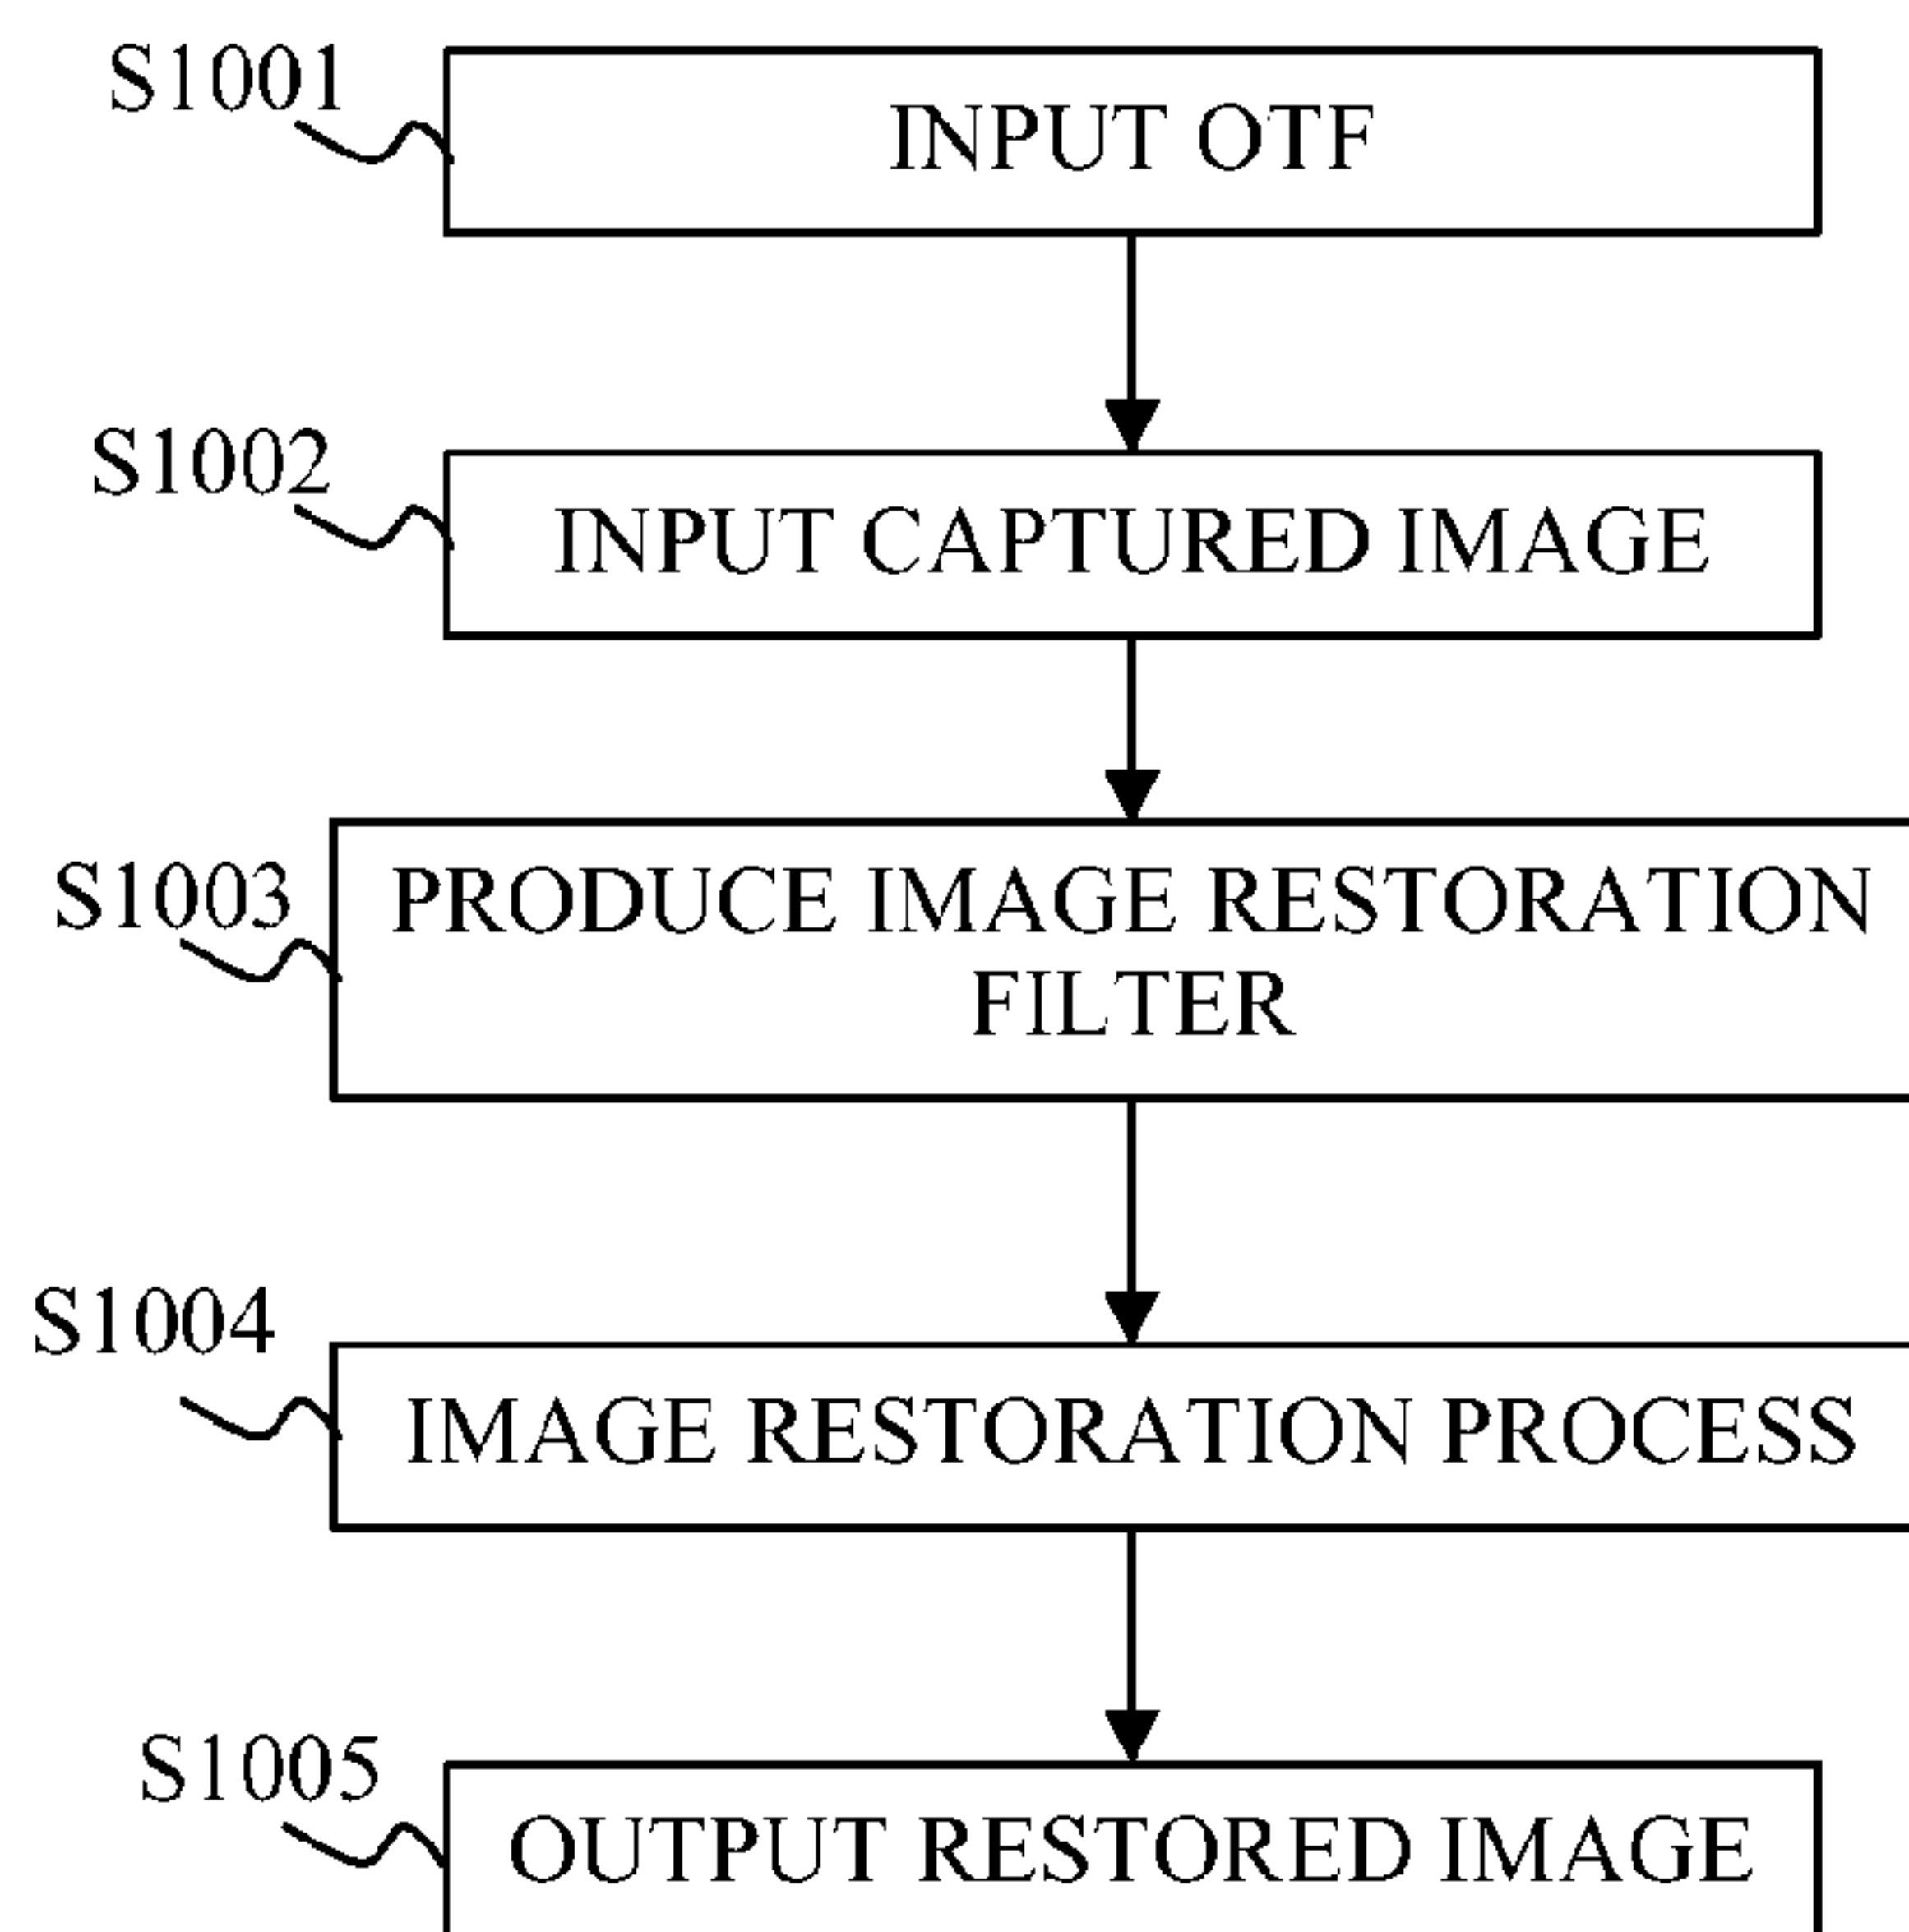 S1001
INPUT OTF
S1002
INPUT CAPTURED IMAGE
S1003
PRODUCE IMAGE RESTORATION
FILTER
S1004
IMAGE RESTORATION PROCESS
S1005
OUTPUT RESTORED IMAGE